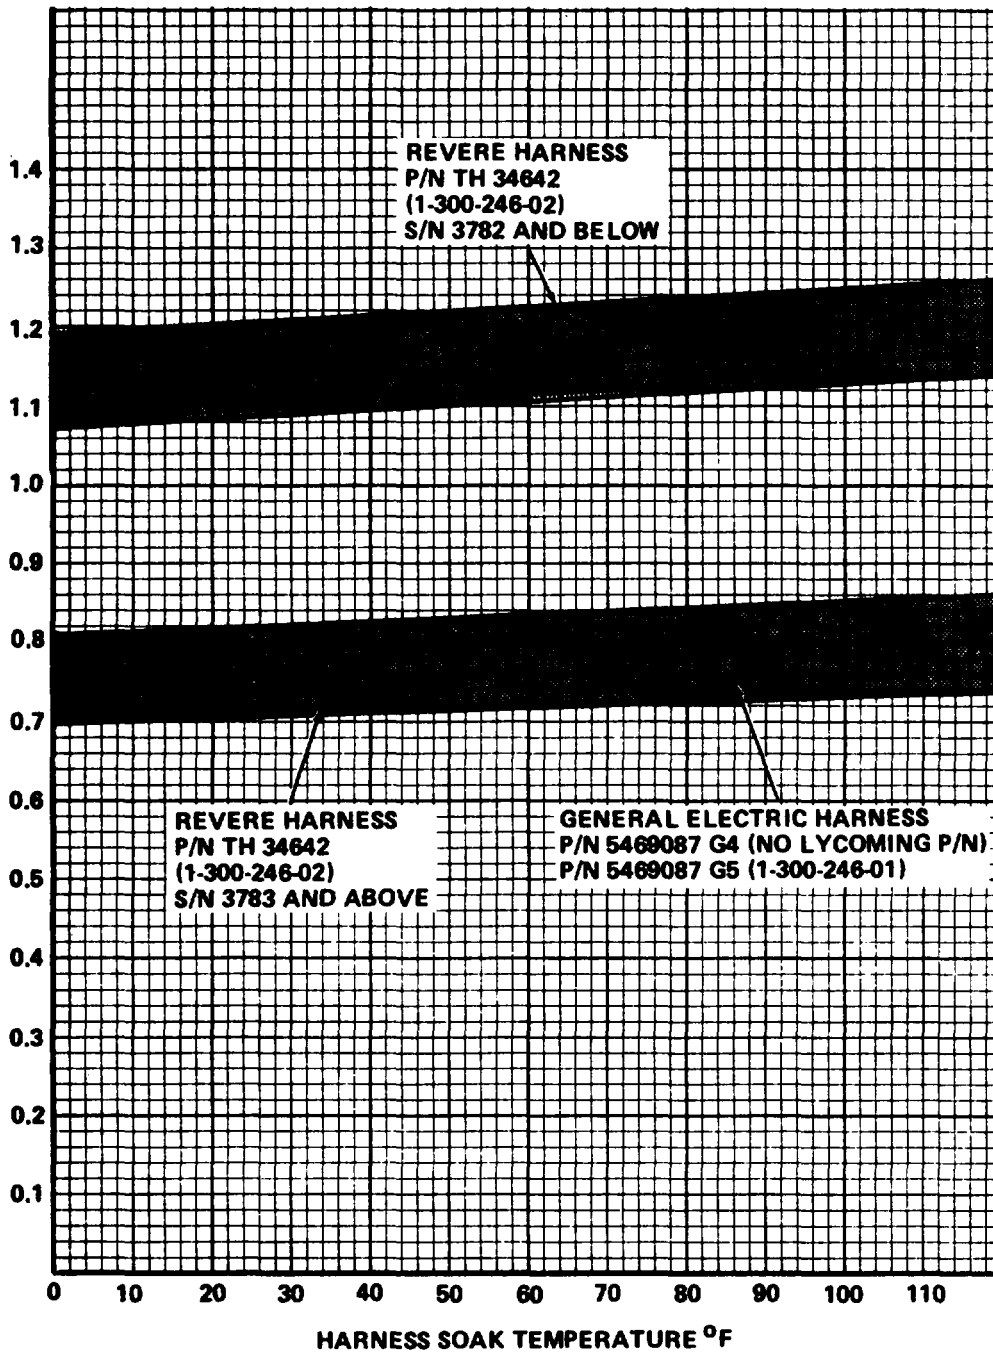 REVERE HARNESS
P/N TH 34642
(1-300-246-02)
S/N 3782 AND BELOW
1.4
1.3
1.2
1.1
1.0
0.9
0.8
0.7
0.6
0.5
0.4
0.3
0.2
0.1
REVERE HARNESS
P/N TH 34642
(1-300-246-02)
S/N 3783 AND ABOVE
GENERAL ELECTRIC HARNESS
P/N 5469087 G4 (NO LYCOMING P/N)
P/N 5469087 G5 (1-300-246-01)
0 10 20 30 40 50 60 70 80 90 100 110
HARNESS SOAK TEMPERATURE °F